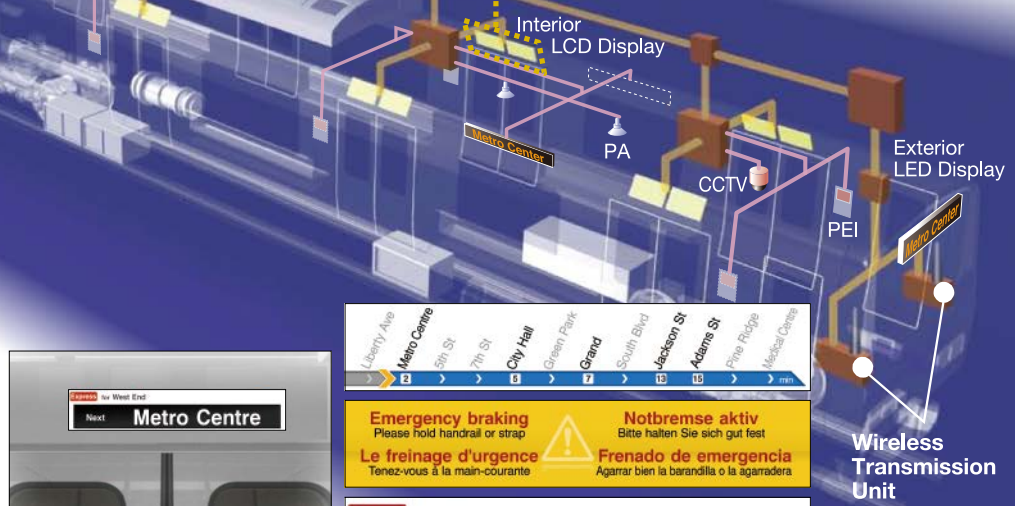 Interior
LCD Display
Metro Center
PA
CCTV
PEI
Exterior
LED Display
Metro Center
Wireless
Transmission
Unit
Liberty Ave
Metro Centre
5th St
7th St
City Hall
Green Park
Grand
South Blvd
Jackson St
Adams St
Pine Ridge
Medical Centre
2 5 7 13 15 min
Express for West End
Next Metro Centre
Emergency braking
Please hold handrail or strap
Notbremse aktiv
Bitte halten Sie sich gut fest
Le freinage d'urgence
Tenez-vous à la main-courante
Frenado de emergencia
Agarrar bien la barandilla o la agarradera